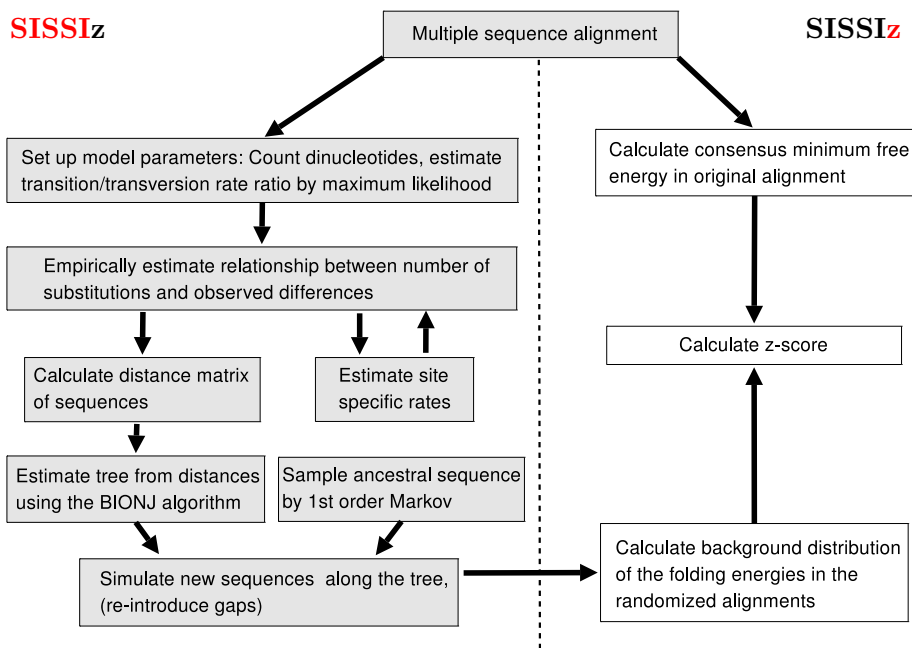 SISSIz
SISSIz
Multiple sequence alignment
Set up model parameters: Count dinucleotides, estimate
transition/transversion rate ratio by maximum likelihood
Calculate consensus minimum free
energy in original alignment
Empirically estimate relationship between number of
substitutions and observed differences
Calculate z-score
Calculate distance matrix
of sequences
Estimate site
specific rates
Estimate tree from distances
using the BIONJ algorithm
Sample ancestral sequence
by 1st order Markov
Simulate new sequences along the tree,
(re-introduce gaps)
Calculate background distribution
of the folding energies in the
randomized alignments